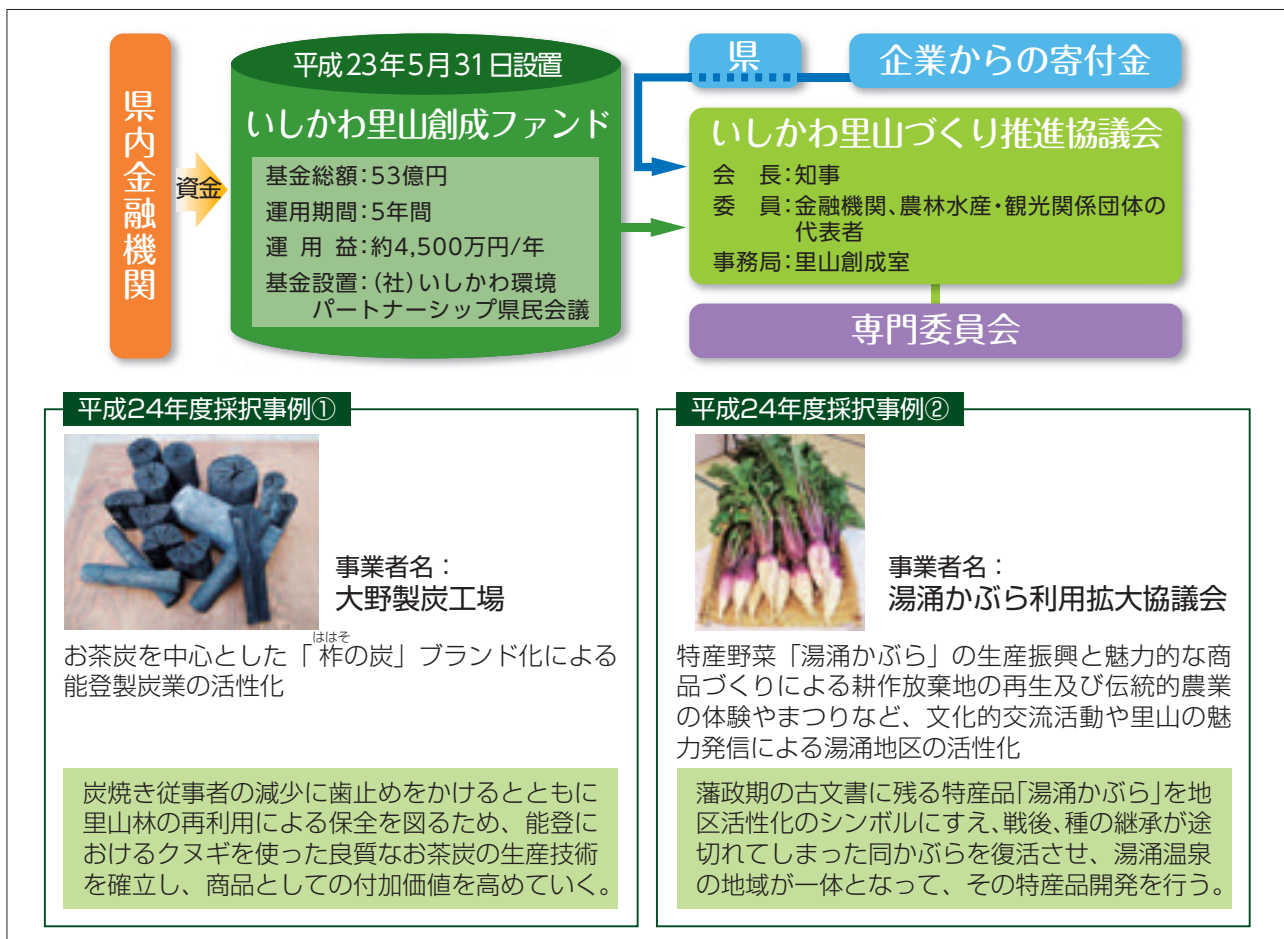 県内金融機関
資金
平成23年5月31日設置
いしかわ里山創成ファンド
基金総額：53億円
運用期間：5年間
運用益：約4,500万円/年
基金設置：(社)いしかわ環境
パートナーシップ県民会議
県
企業からの寄付金
いしかわ里山づくり推進協議会
会　長：知事
委　員：金融機関、農林水産・観光関係団体の
代表者
事務局：里山創成室
専門委員会
平成24年度採択事例①
事業者名：
大野製炭工場
ははそ
お茶炭を中心とした「柞の炭」ブランド化による
能登製炭業の活性化
炭焼き従事者の減少に歯止めをかけるとともに
里山林の再利用による保全を図るため、能登に
おけるクヌギを使った良質なお茶炭の生産技術
を確立し、商品としての付加価値を高めていく。
平成24年度採択事例②
事業者名：
湯涌かぶら利用拡大協議会
特産野菜「湯涌かぶら」の生産振興と魅力的な商
品づくりによる耕作放棄地の再生及び伝統的農業
の体験やまつりなど、文化的交流活動や里山の魅
力発信による湯涌地区の活性化
藩政期の古文書に残る特産品「湯涌かぶら」を地
区活性化のシンボルにすえ、戦後、種の継承が途
切れてしまった同かぶらを復活させ、湯涌温泉
の地域が一体となって、その特産品開発を行う。